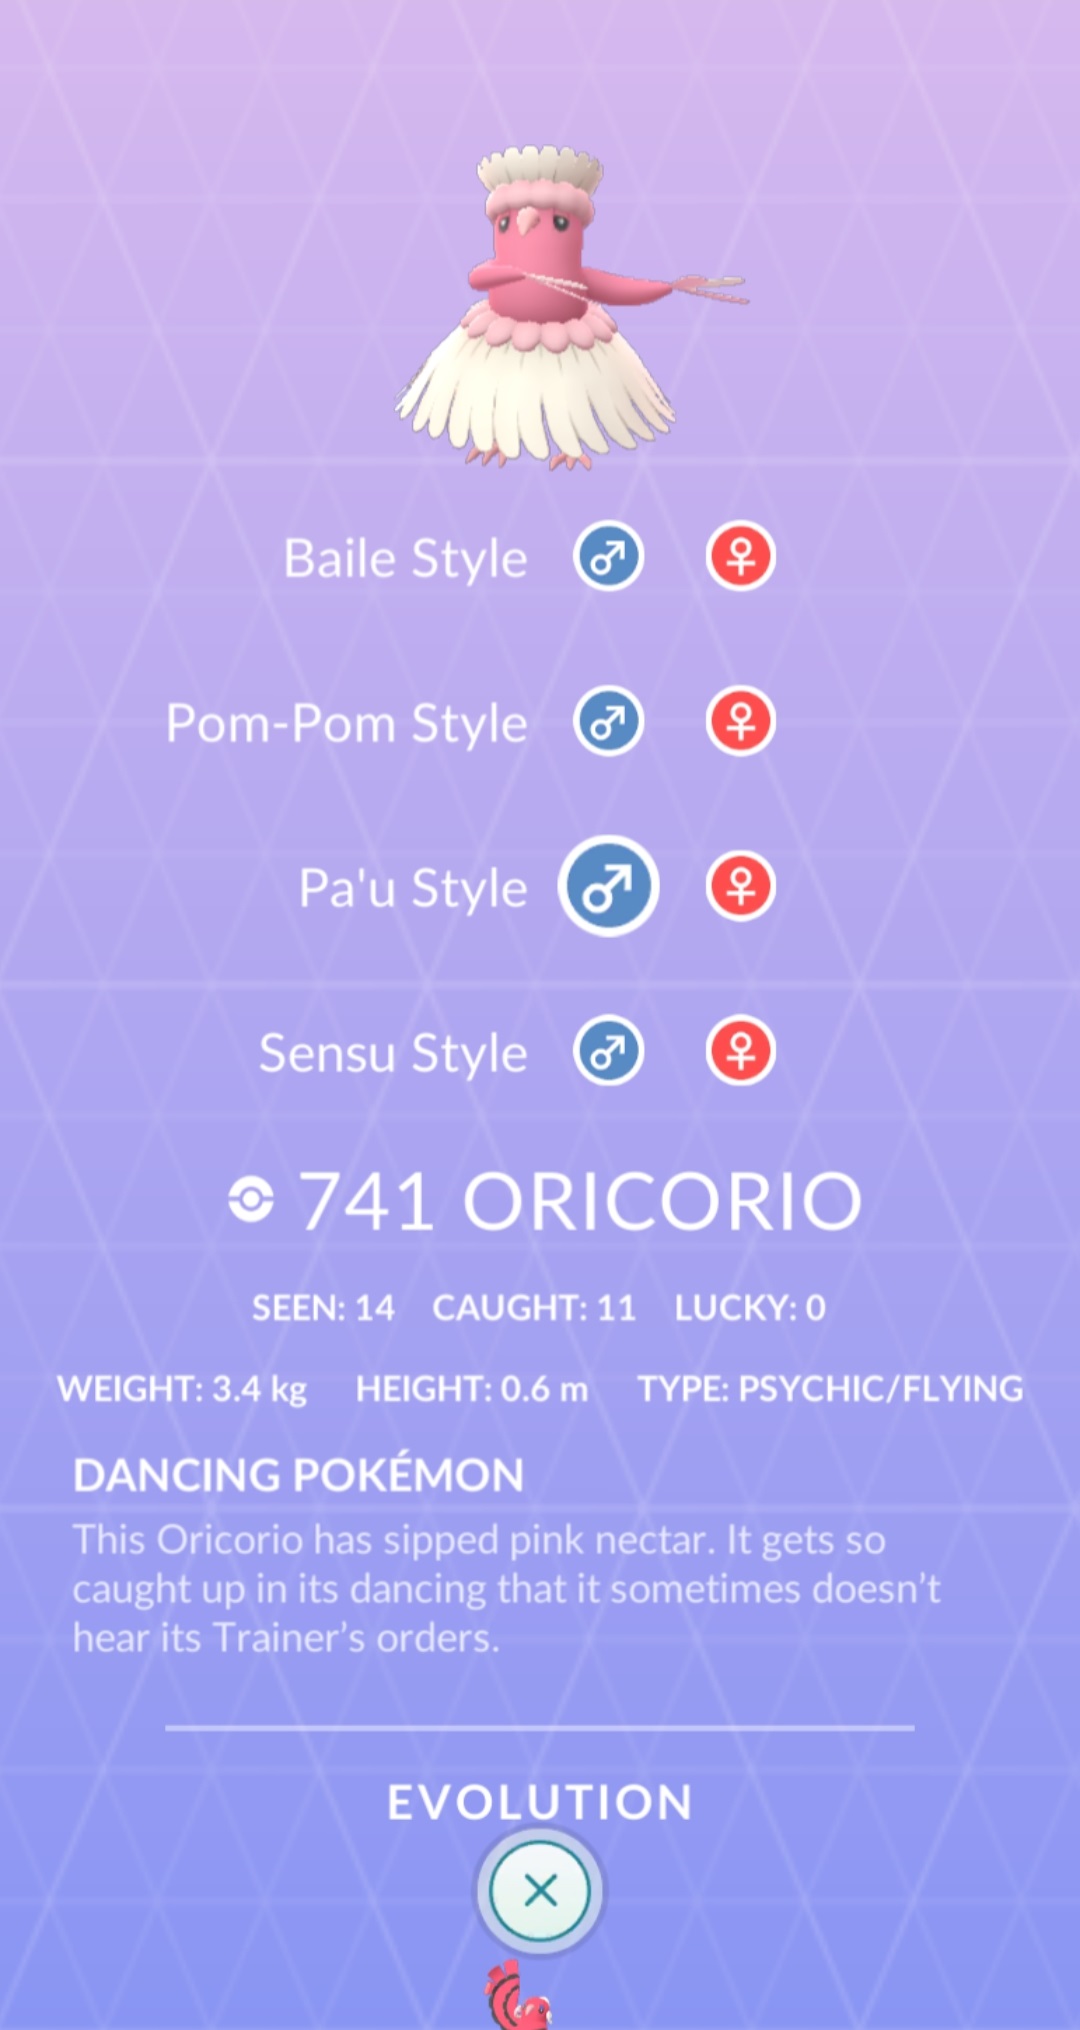 Baile Style
Pom-Pom Style
Pa'u Style
Sensu Style
741 ORICORIO
SEEN: 14 CAUGHT: 11 LUCKY: 0
WEIGHT: 3.4 kg HEIGHT: 0.6 m TYPE: PSYCHIC/FLYING
DANCING POKÉMON
This Oricorio has sipped pink nectar. It gets so
caught up in its dancing that it sometimes doesn’t
hear its Trainer’s orders.
EVOLUTION